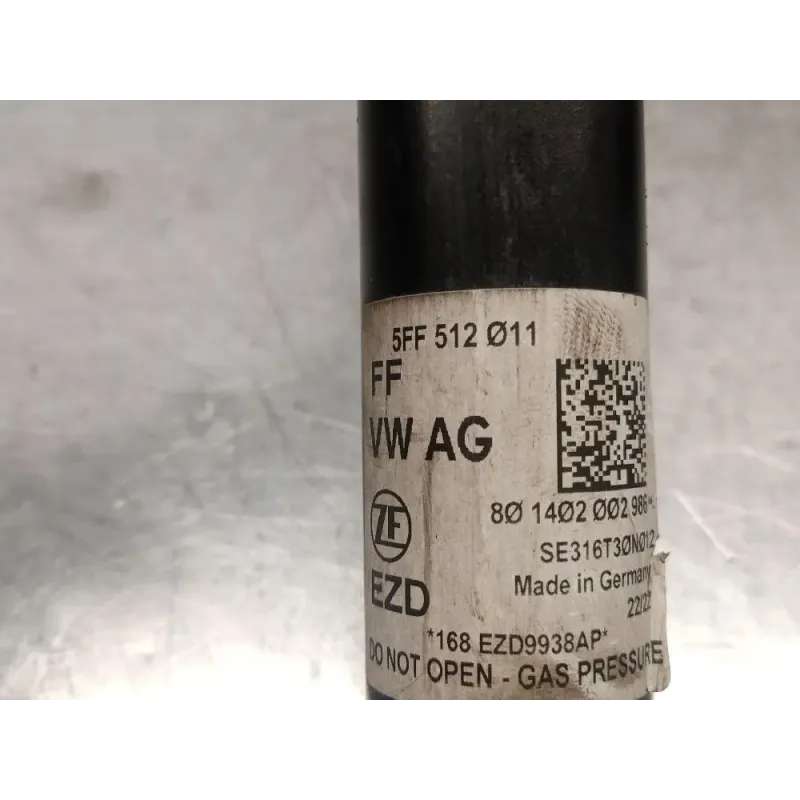 5FF 512 Ø11
FF
VW AG
8Ø 14Ø2 ØØ2 986
ZF
SE316T3ØNØ12
EZD
Made in Germany
22/22
*168 EZD9938AP*
DO NOT OPEN - GAS PRESSURE